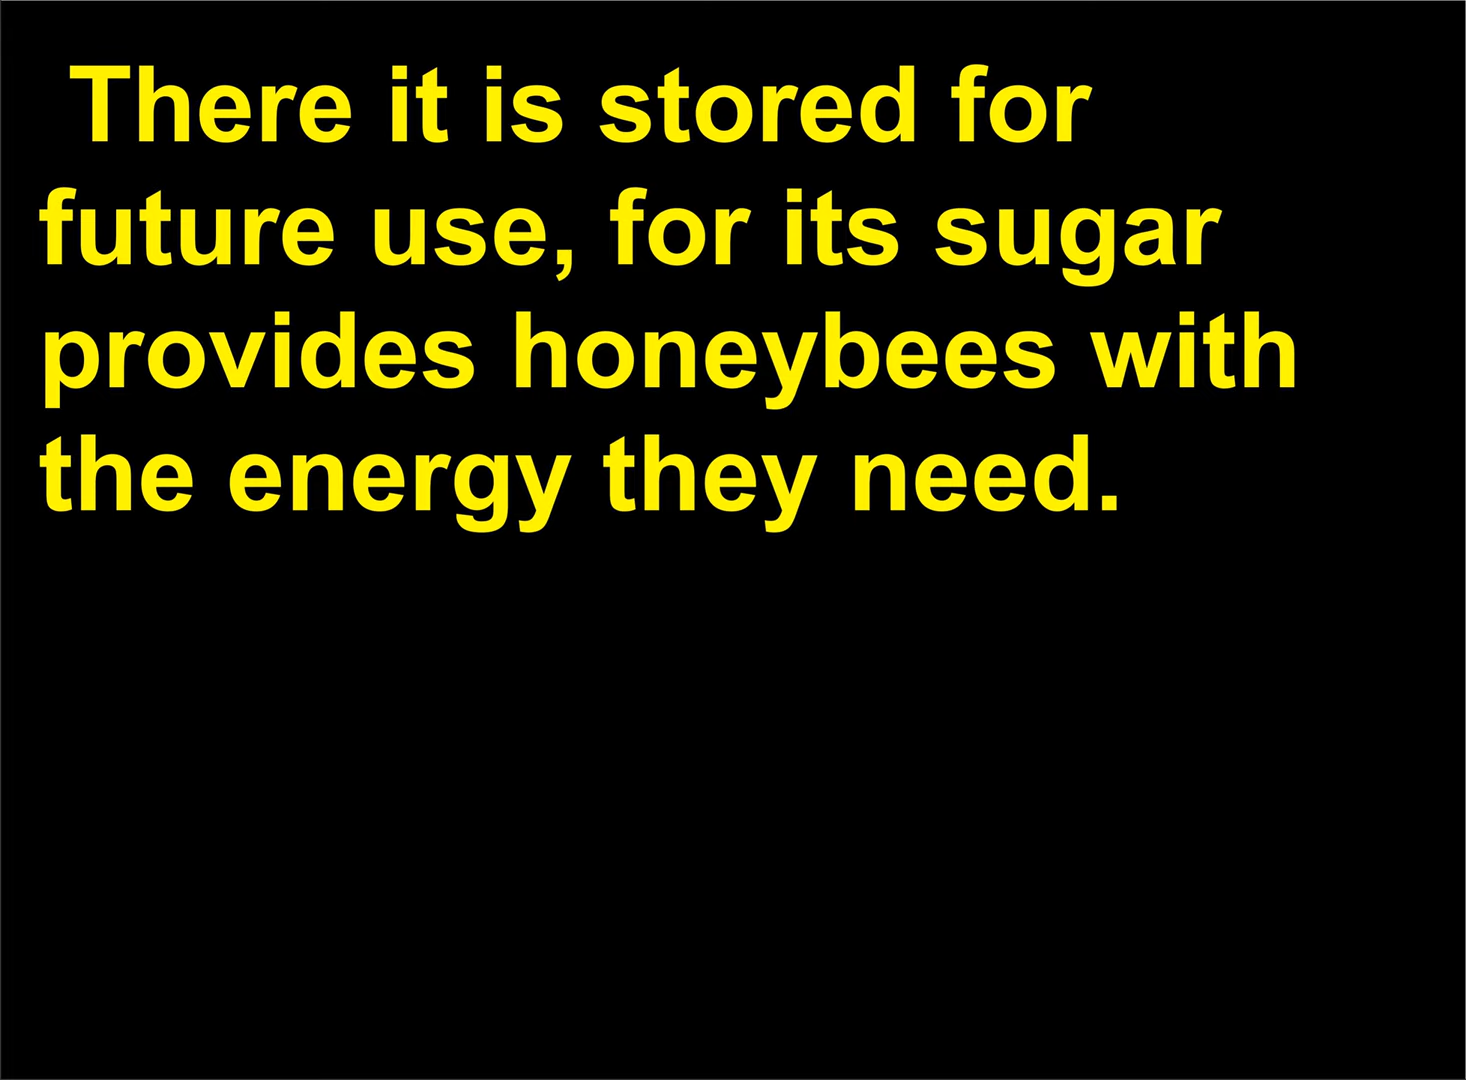 There it is stored for
future use, for its sugar
provides honeybees with
the energy they need.